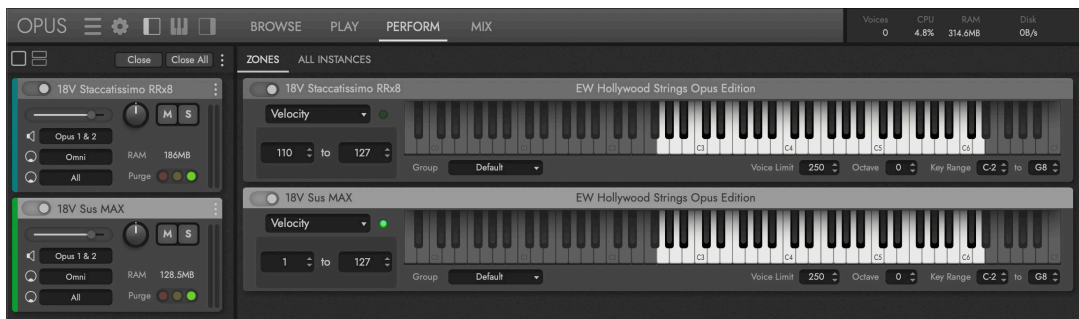 OPUS
BROWSE PLAY PERFORM MIX
Voices CPU RAM Disk
0 4.8% 314.6MB 0B/s
Close Close All
ZONES ALL INSTANCES
18V Staccatissimo RRx8
M S
Opus 1 & 2
Omni RAM 186MB
All Purge
18V Sus MAX
M S
Opus 1 & 2
Omni RAM 128.5MB
All Purge
18V Staccatissimo RRx8 EW Hollywood Strings Opus Edition
Velocity
110 to 127
C3 C4 C5 C6
Group Default Voice Limit 250 Octave 0 Key Range C-2 to G8
18V Sus MAX EW Hollywood Strings Opus Edition
Velocity
1 to 127
C3 C4 C5 C6
Group Default Voice Limit 250 Octave 0 Key Range C-2 to G8